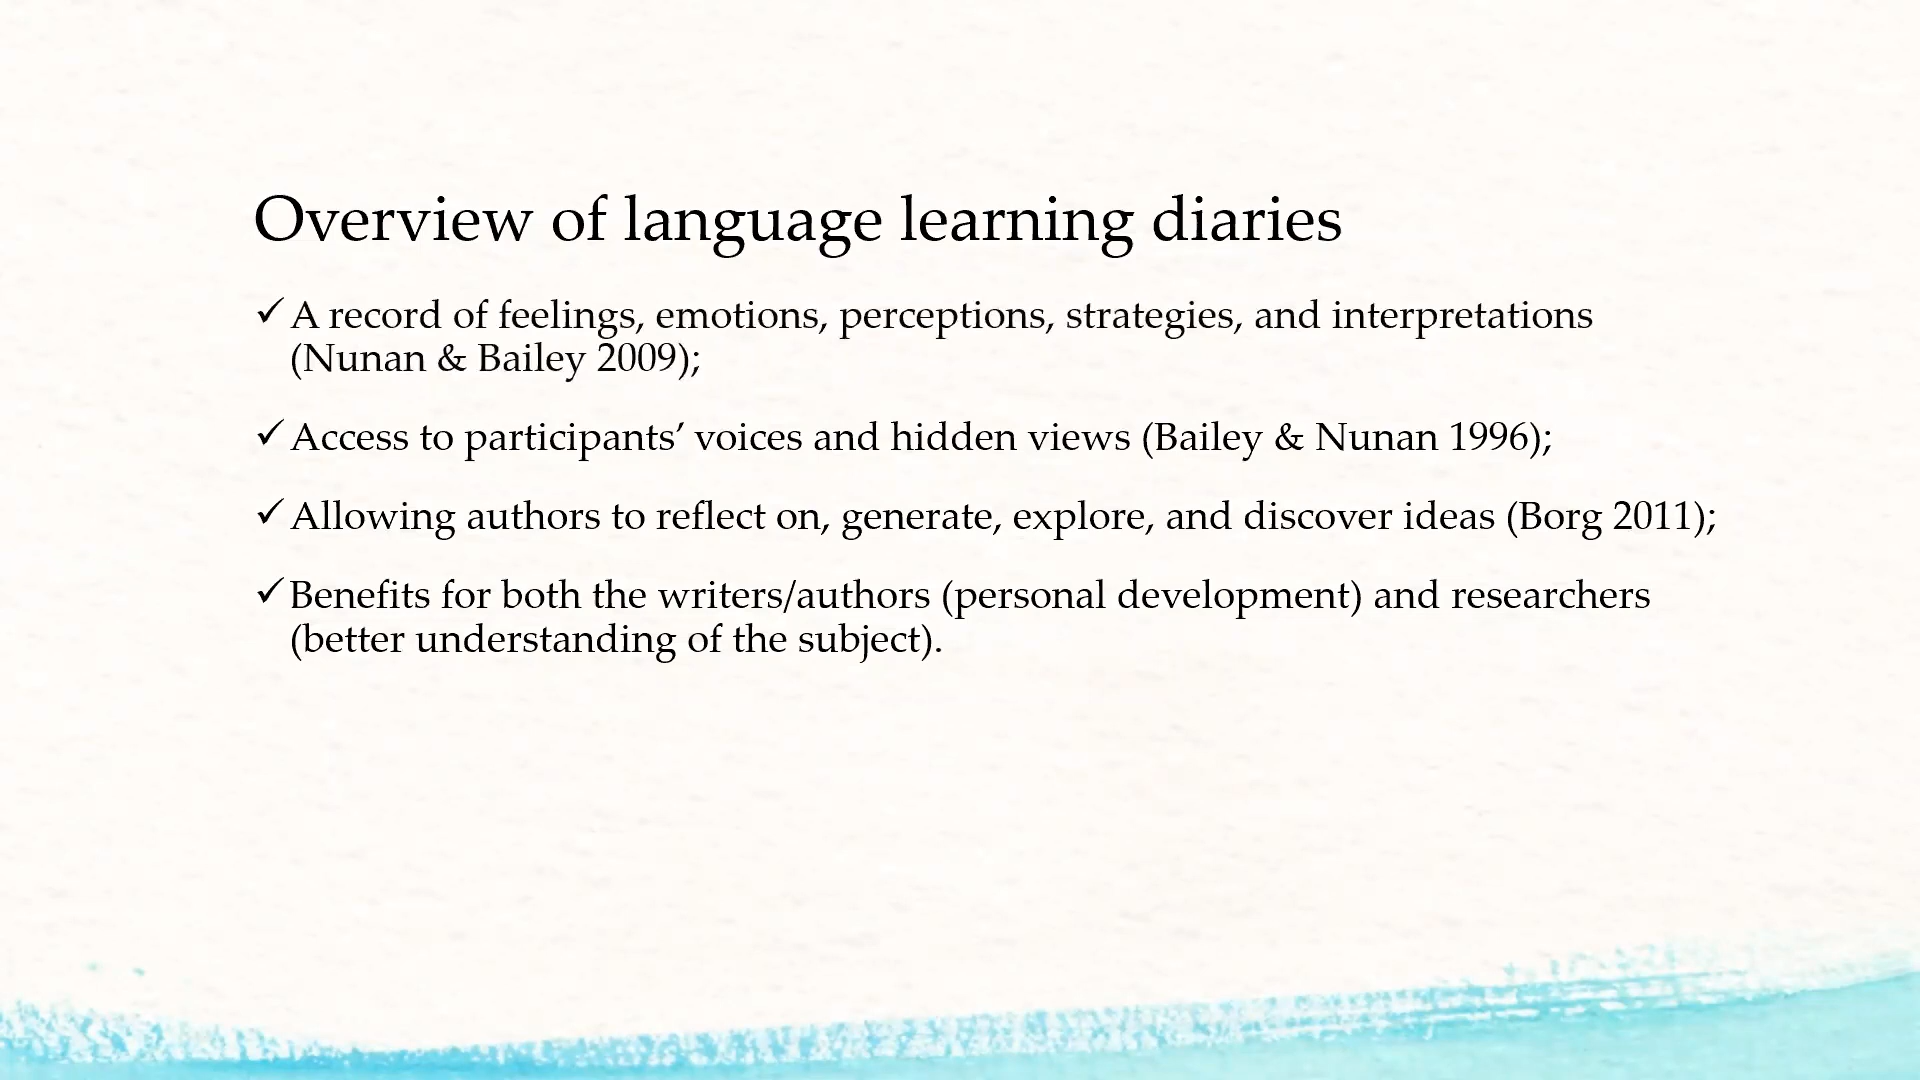 Overview of language learning diaries
✓ A record of feelings, emotions, perceptions, strategies, and interpretations
(Nunan & Bailey 2009);
✓ Access to participants’ voices and hidden views (Bailey & Nunan 1996);
✓ Allowing authors to reflect on, generate, explore, and discover ideas (Borg 2011);
✓ Benefits for both the writers/authors (personal development) and researchers
(better understanding of the subject).